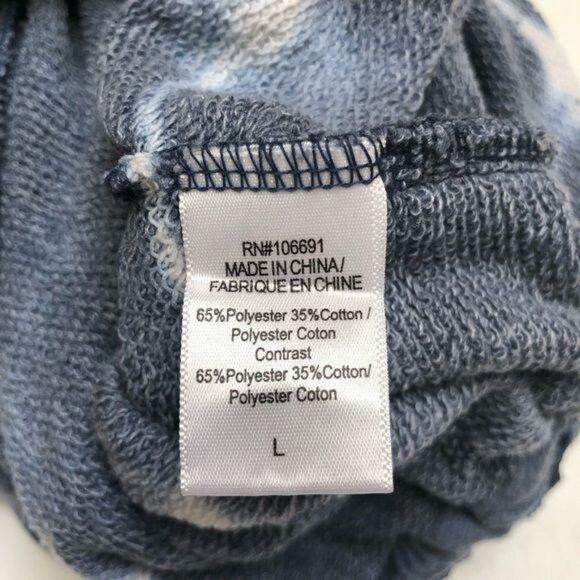 RN#106691
MADE IN CHINA/
FABRIQUE EN CHINE
65%Polyester 35%Cotton /
Polyester Coton
Contrast
65%Polyester 35%Cotton/
Polyester Coton
L